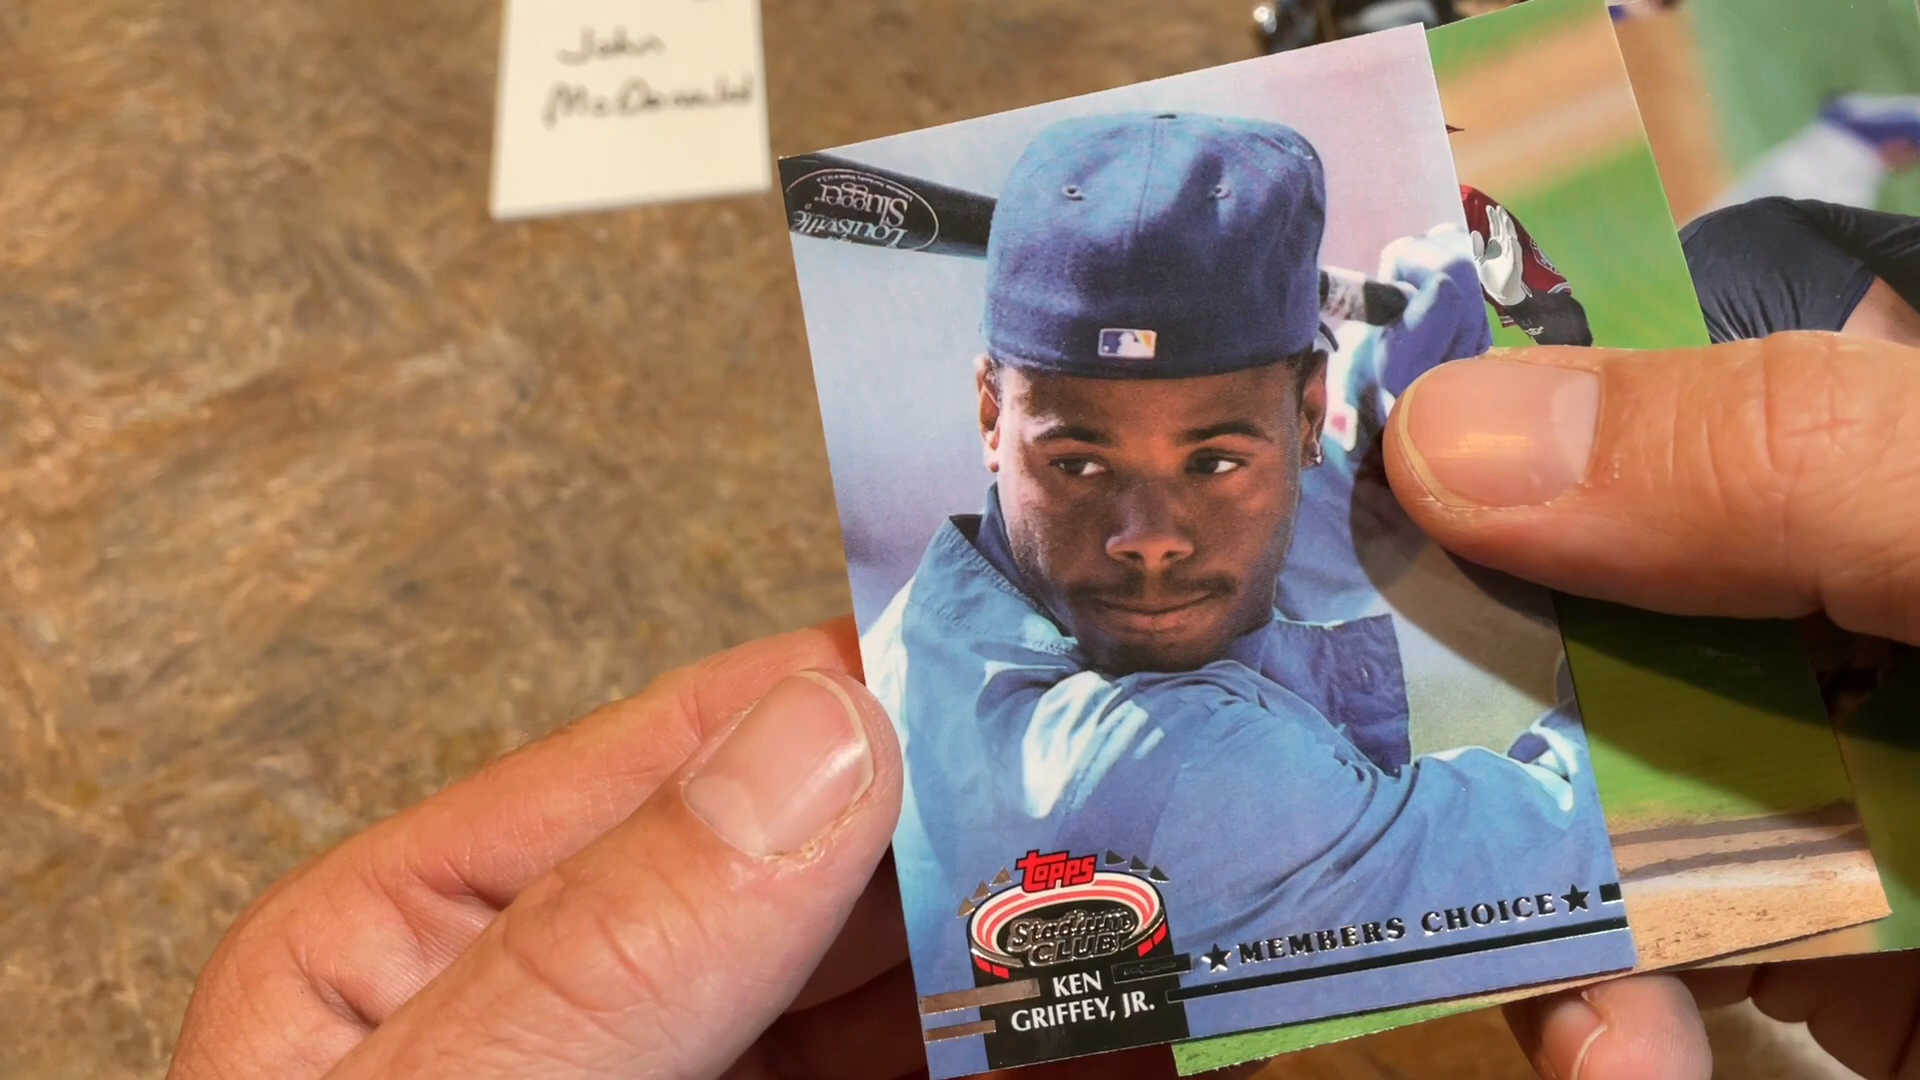 John
McDonald
Louisville
Slugger
topps
Stadium
CLUB
★MEMBERS CHOICE★
KEN
GRIFFEY, JR.